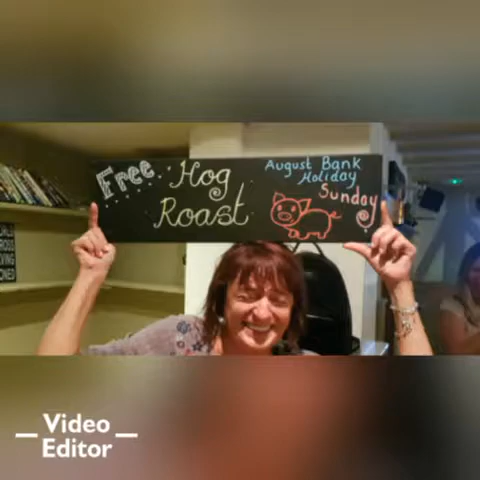 Free Hog Roast
August Bank
Holiday
Sunday
Video
Editor